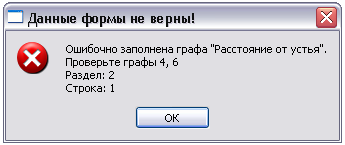 Данные формы не верны!
Ошибочно заполнена графа "Расстояние от устья".
Проверьте графы 4, 6
Раздел: 2
Строка: 1
OK